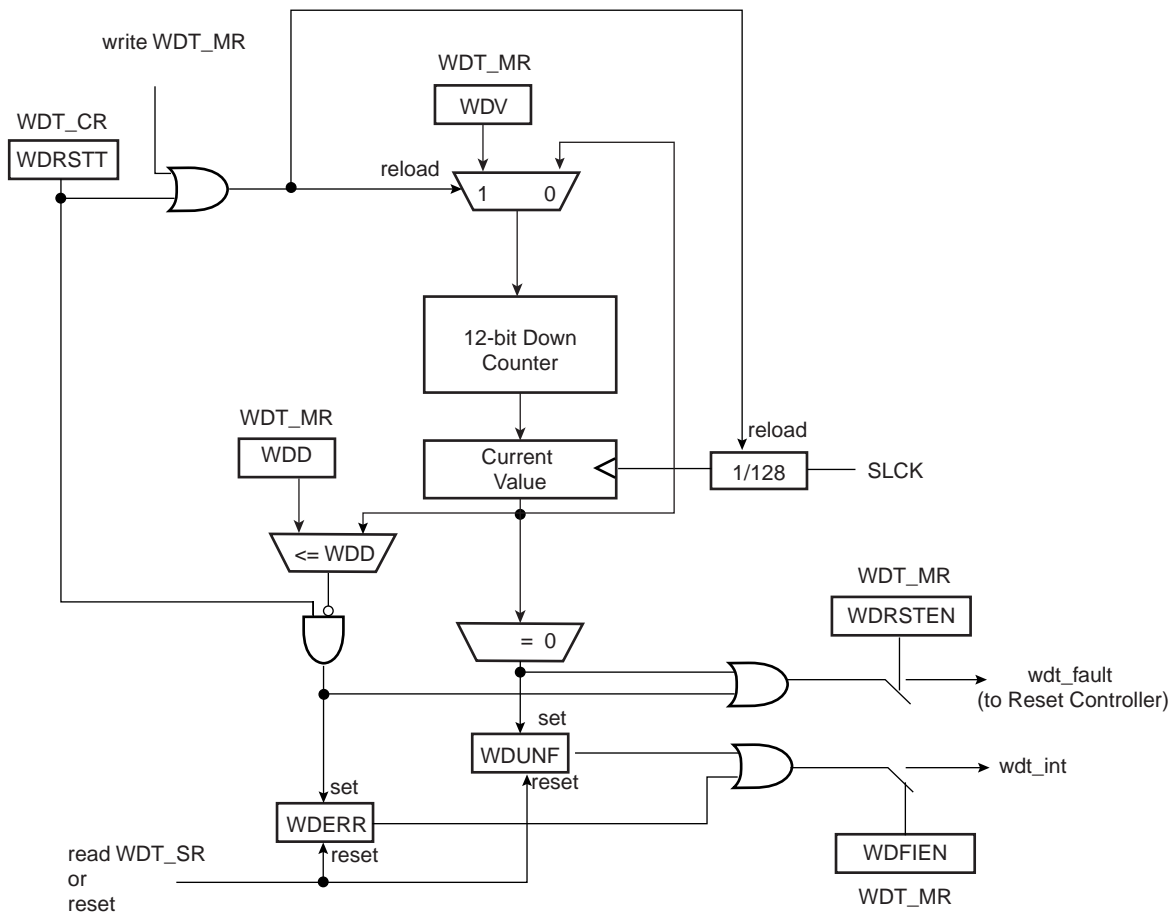 write WDT_MR
WDT_MR
WDV
WDT_CR
WDRSTT
reload
1 0
12-bit Down
Counter
WDT_MR
WDD
reload
Current
Value
1/128
SLCK
<= WDD
WDT_MR
WDRSTEN
= 0
wdt_fault
(to Reset Controller)
set
WDUNF
reset
wdt_int
set
WDERR
reset
WDFIEN
WDT_MR
read WDT_SR
or
reset